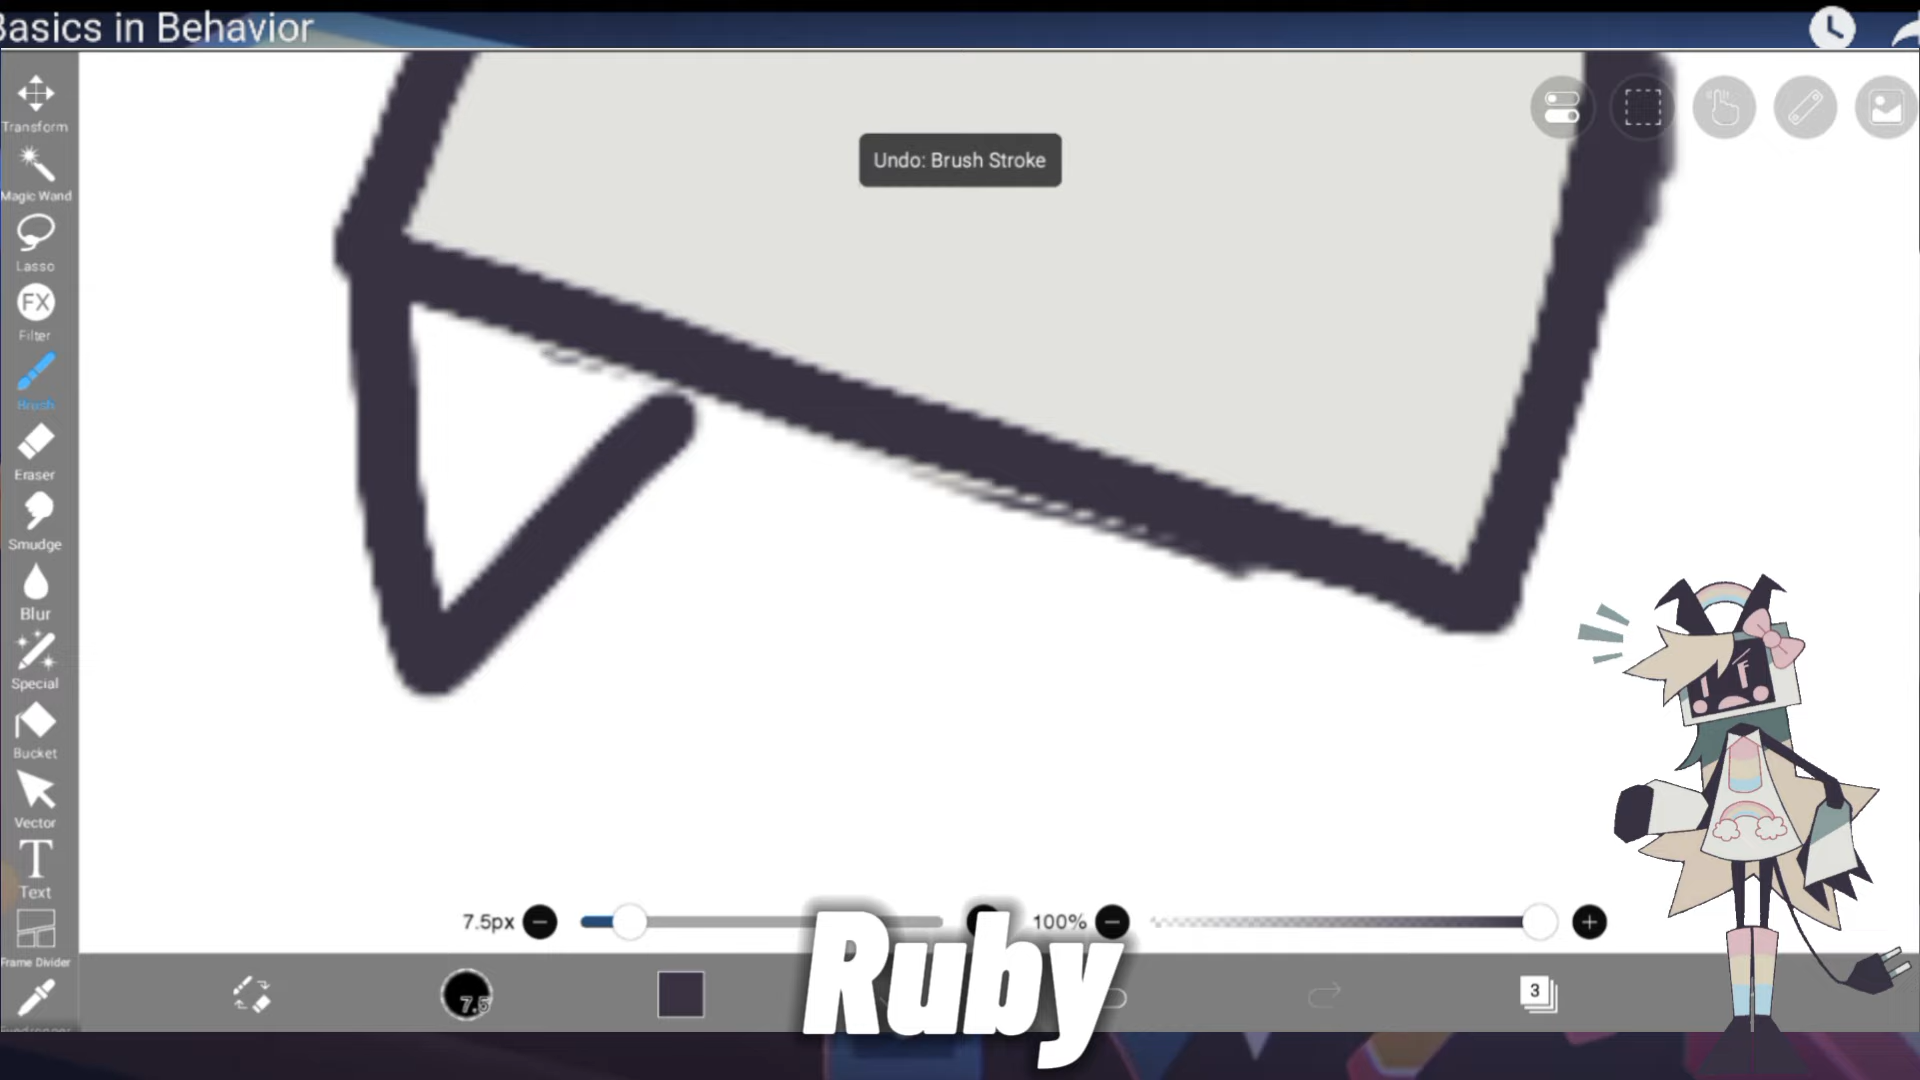 Basics in Behavior
Transform
Magic Wand
Lasso
FX
Filter
Brush
Eraser
Smudge
Blur
Special
Bucket
Vector
T
Text
Frame Divider
Undo: Brush Stroke
7.5px
100%
7.5
3
Ruby